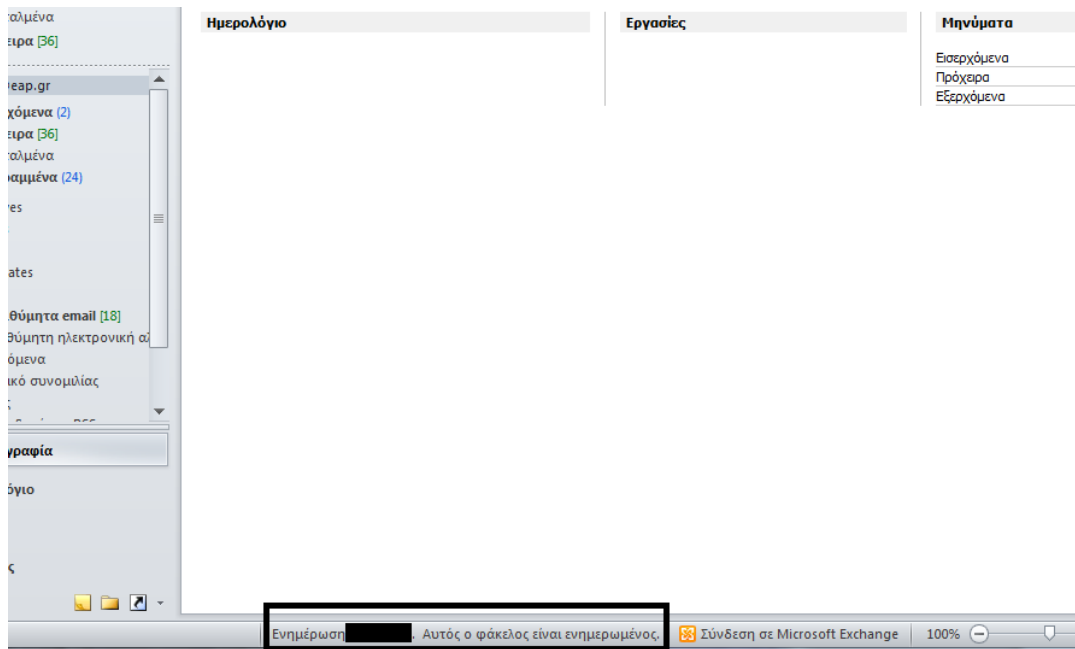 αλμένα
ειρα [36]
eap.gr
χόμενα (2)
ειρα [36]
αλμένα
αμμένα (24)
es
ates
θύμητα email [18]
θύμητη ηλεκτρονική αλ
όμενα
ικό συνομιλίας
ς
γραφία
όγιο
ς
Ημερολόγιο
Εργασίες
Μηνύματα
Εισερχόμενα
Πρόχειρα
Εξερχόμενα
Ενημέρωση . Αυτός ο φάκελος είναι ενημερωμένος. Σύνδεση σε Microsoft Exchange 100%